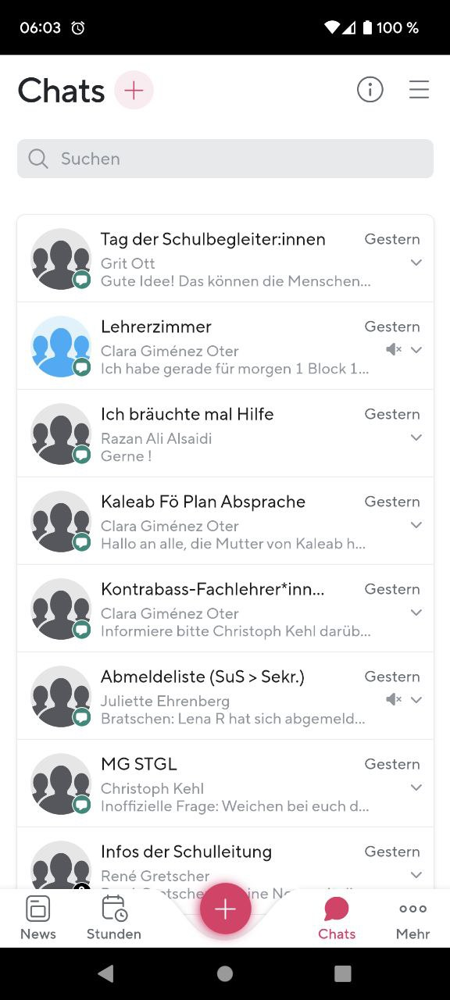 06:03
100 %
Chats
Suchen
Tag der Schulbegleiter:innen Gestern
Grit Ott
Gute Idee! Das können die Menschen...
Lehrerzimmer Gestern
Clara Giménez Oter
Ich habe gerade für morgen 1 Block 1...
Ich bräuchte mal Hilfe Gestern
Razan Ali Alsaidi
Gerne !
Kaleab Fö Plan Absprache Gestern
Clara Giménez Oter
Hallo an alle, die Mutter von Kaleab h...
Kontrabass-Fachlehrer*inn... Gestern
Clara Giménez Oter
Informiere bitte Christoph Kehl darüb...
Abmeldeliste (SuS > Sekr.) Gestern
Juliette Ehrenberg
Bratschen: Lena R hat sich abgemeld...
MG STGL Gestern
Christoph Kehl
Inoffizielle Frage: Weichen bei euch d...
Infos der Schulleitung Gestern
René Gretscher
René Gretscher
News Stunden Chats Mehr